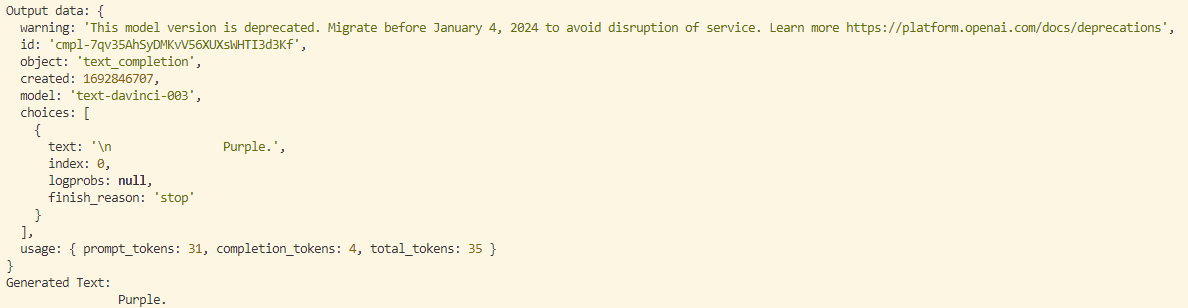 Output data: {
  warning: 'This model version is deprecated. Migrate before January 4, 2024 to avoid disruption of service. Learn more https://platform.openai.com/docs/deprecations',
  id: 'cmpl-7qv35AhSyDMKvV56XUXsWHTI3d3Kf',
  object: 'text_completion',
  created: 1692846707,
  model: 'text-davinci-003',
  choices: [
    {
      text: '\n                Purple.',
      index: 0,
      logprobs: null,
      finish_reason: 'stop'
    }
  ],
  usage: { prompt_tokens: 31, completion_tokens: 4, total_tokens: 35 }
}
Generated Text:
                Purple.